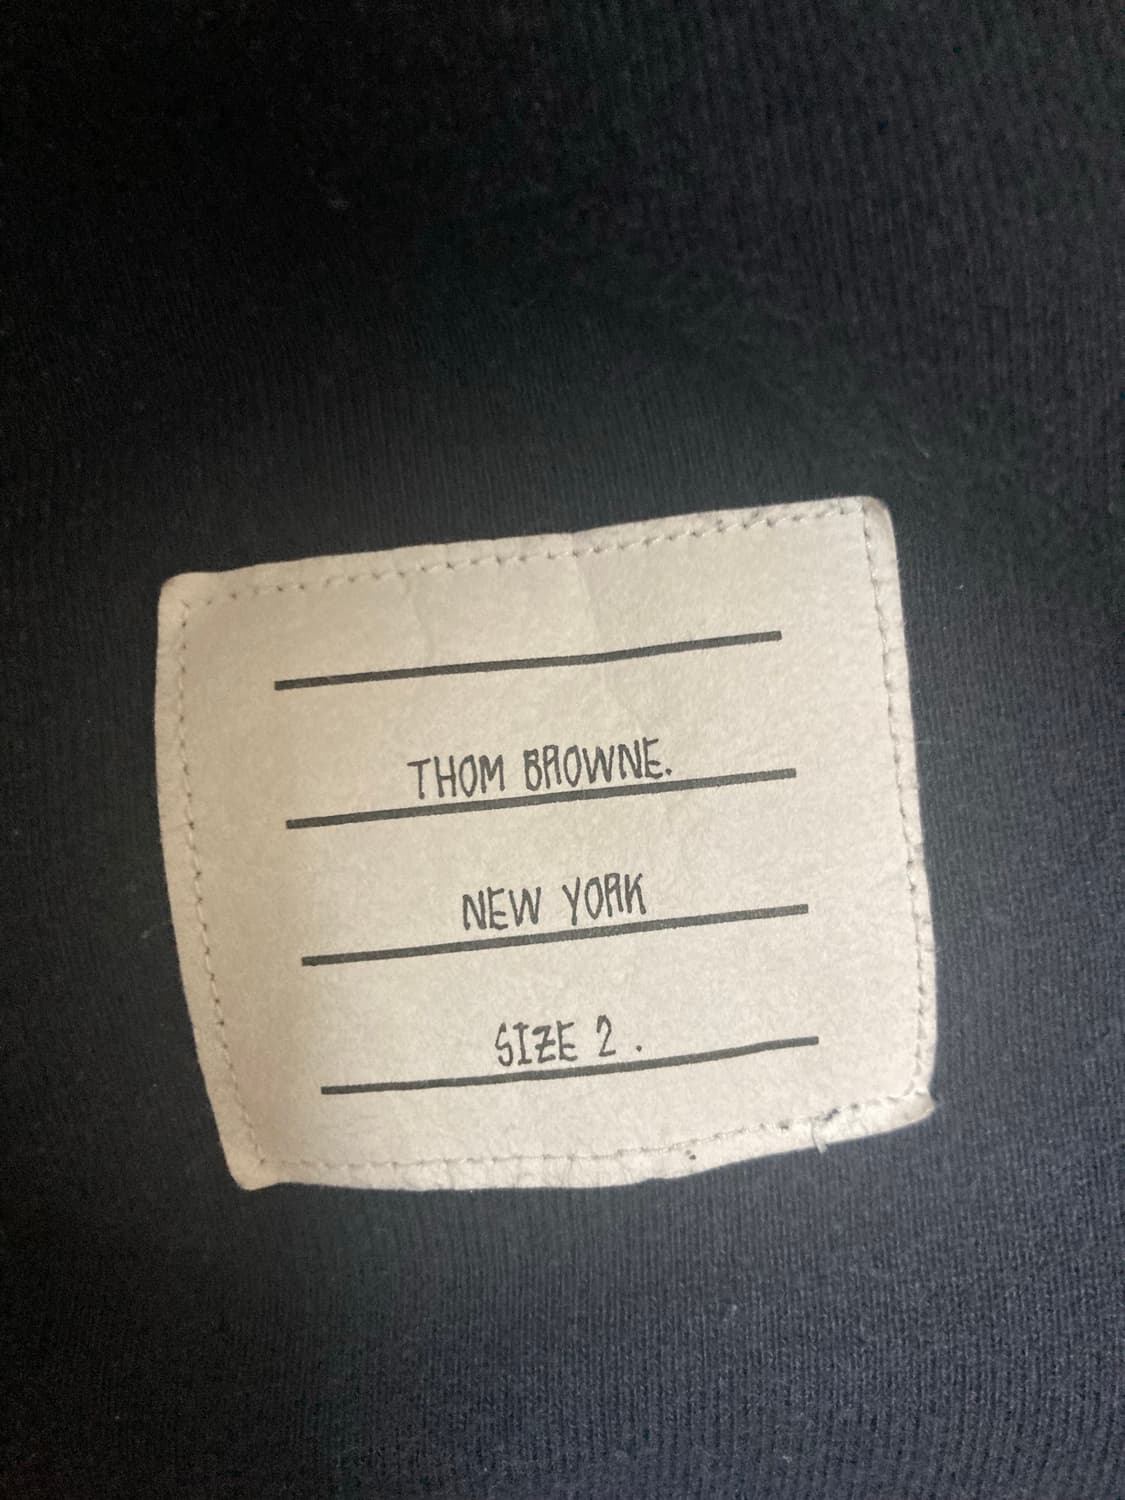 THOM BROWNE.
NEW YORK
SIZE 2.